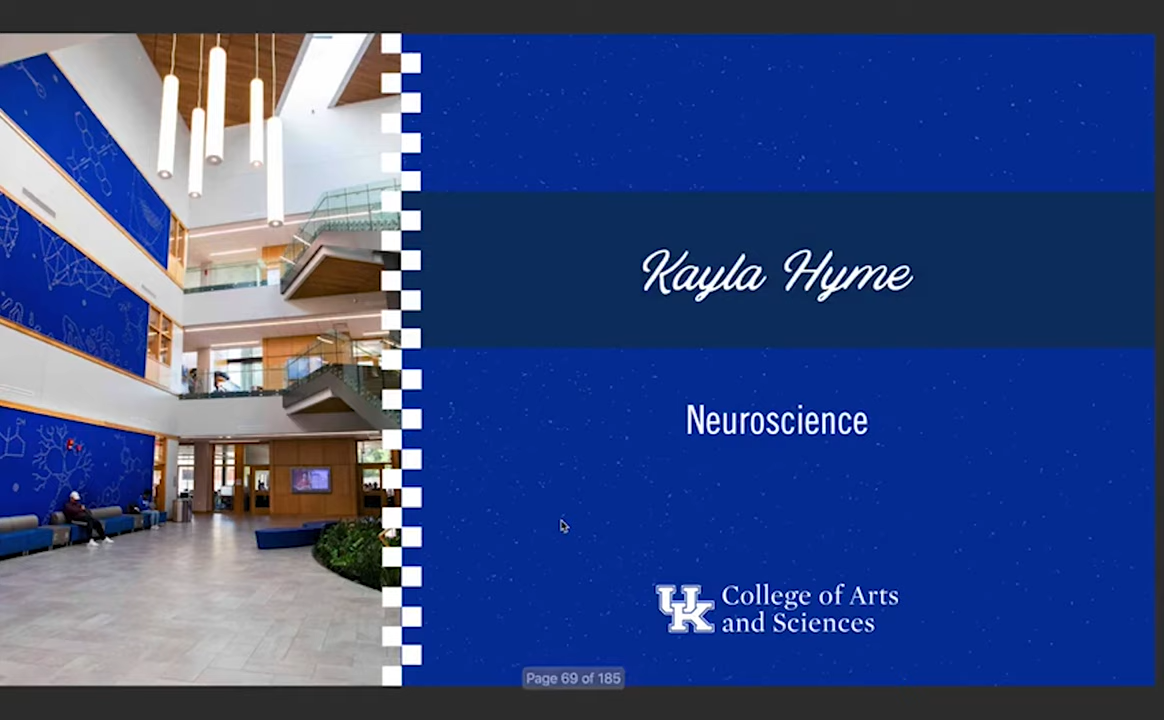 Kayla Hyme
Neuroscience
UK College of Arts
and Sciences
Page 69 of 185